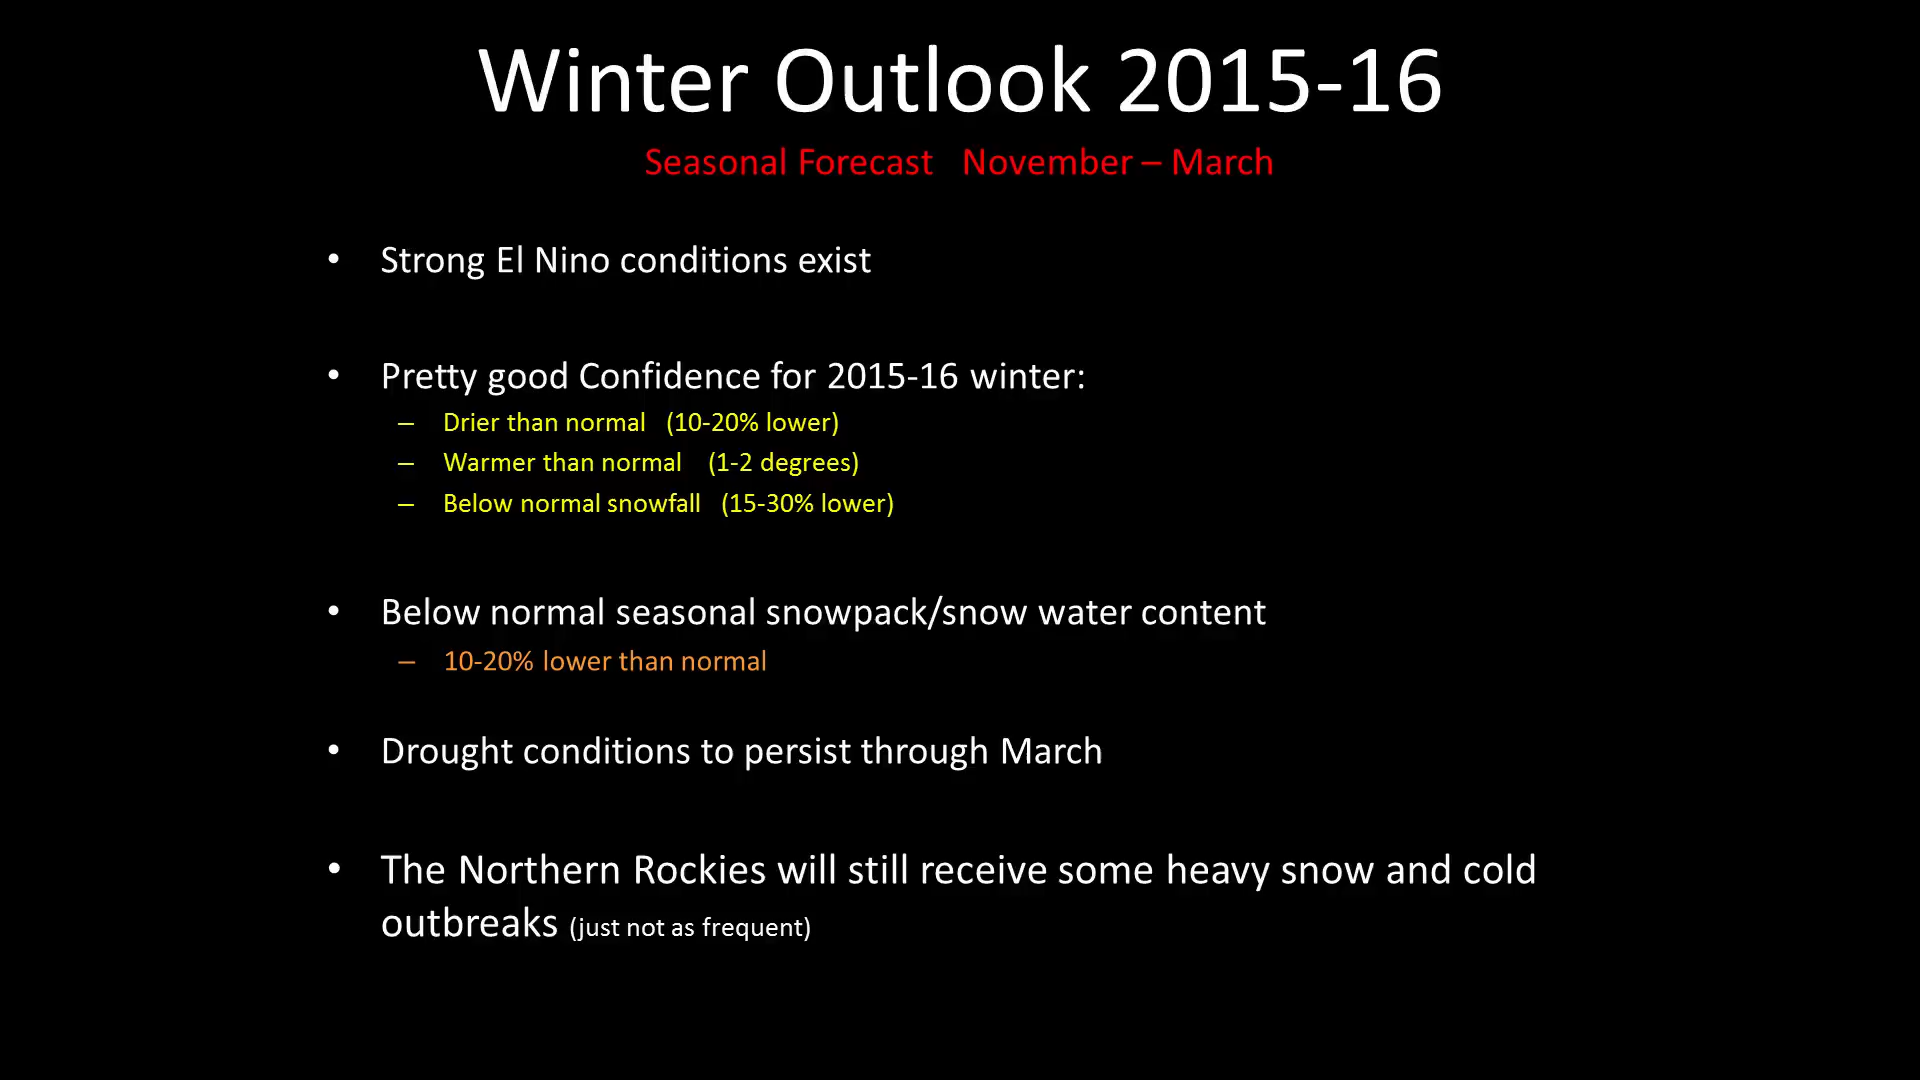 Winter Outlook 2015-16
Seasonal Forecast November – March
• Strong El Nino conditions exist
• Pretty good Confidence for 2015-16 winter:
– Drier than normal (10-20% lower)
– Warmer than normal (1-2 degrees)
– Below normal snowfall (15-30% lower)
• Below normal seasonal snowpack/snow water content
– 10-20% lower than normal
• Drought conditions to persist through March
• The Northern Rockies will still receive some heavy snow and cold
outbreaks (just not as frequent)